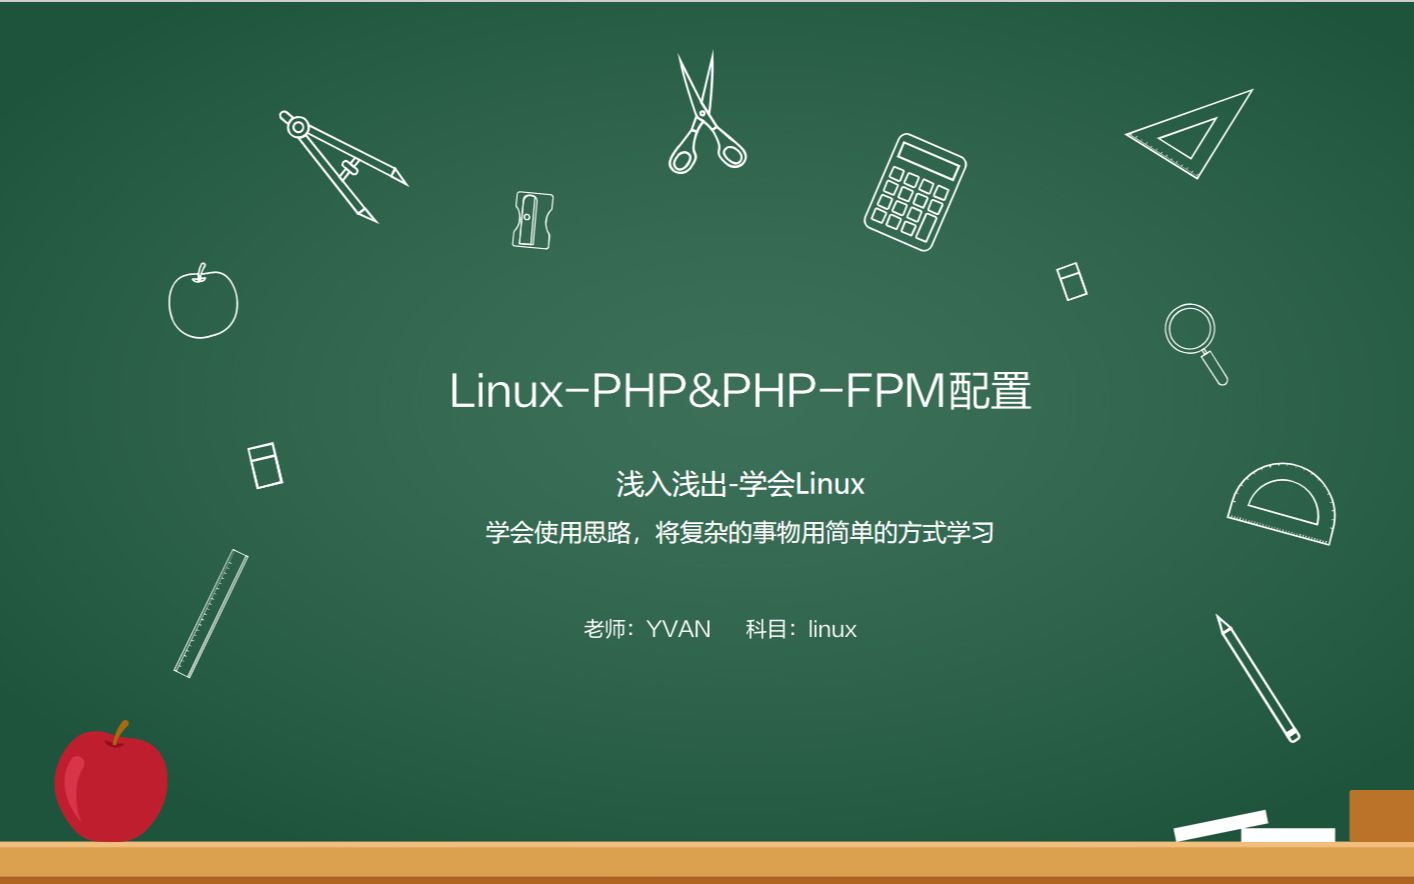 Linux-PHP&PHP-FPM配置
浅入浅出-学会Linux
学会使用思路，将复杂的事物用简单的方式学习
老师：YVAN 科目：linux